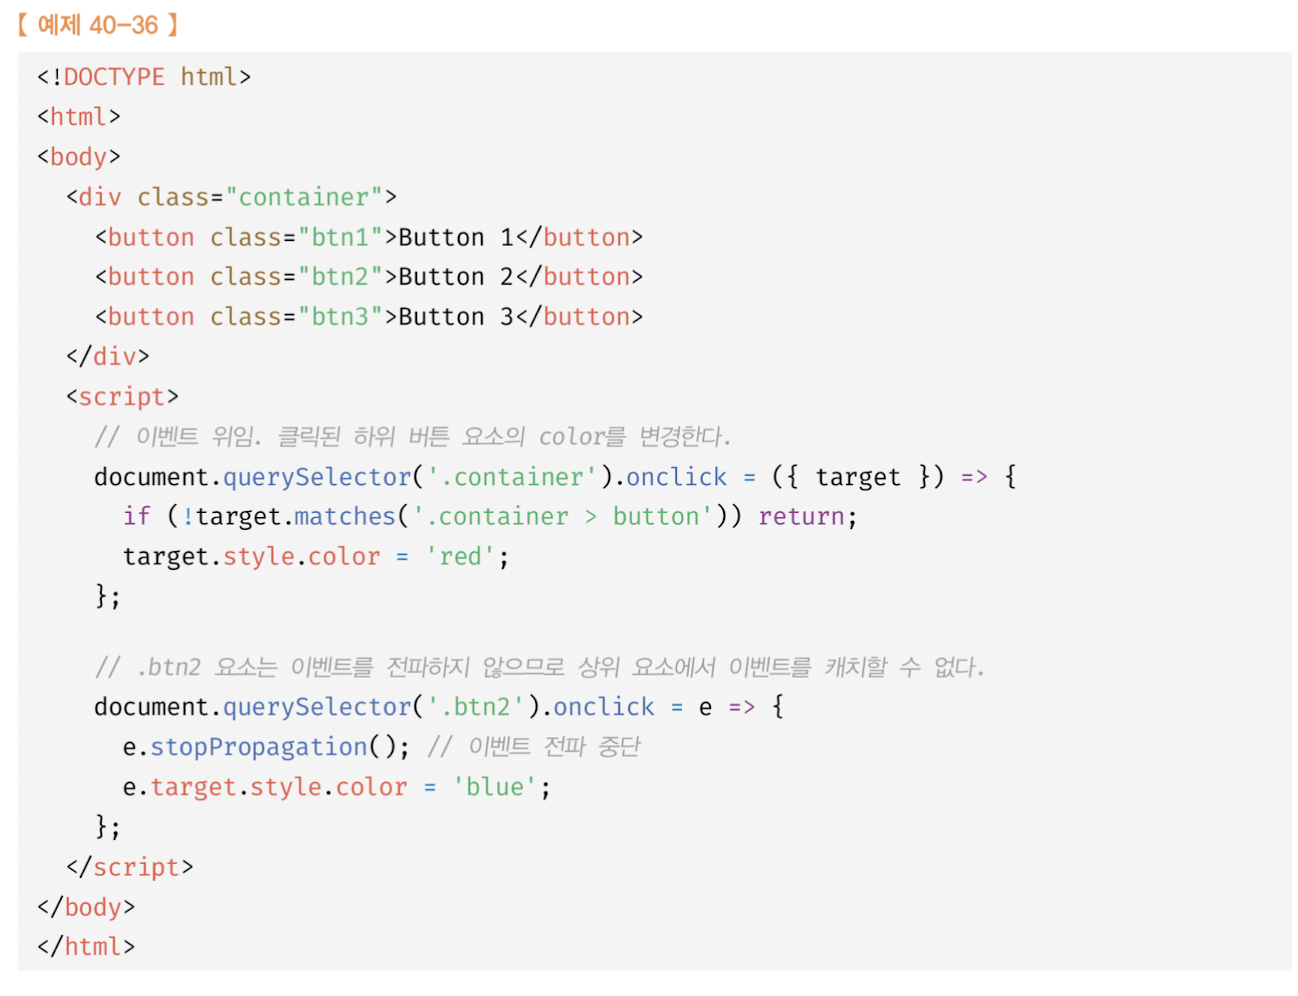 【 예제 40-36 】
<!DOCTYPE html>
<html>
<body>
  <div class="container">
    <button class="btn1">Button 1</button>
    <button class="btn2">Button 2</button>
    <button class="btn3">Button 3</button>
  </div>
  <script>
    // 이벤트 위임. 클릭된 하위 버튼 요소의 color를 변경한다.
    document.querySelector('.container').onclick = ({ target }) => {
      if (!target.matches('.container > button')) return;
      target.style.color = 'red';
    };

    // .btn2 요소는 이벤트를 전파하지 않으므로 상위 요소에서 이벤트를 캐치할 수 없다.
    document.querySelector('.btn2').onclick = e => {
      e.stopPropagation(); // 이벤트 전파 중단
      e.target.style.color = 'blue';
    };
  </script>
</body>
</html>